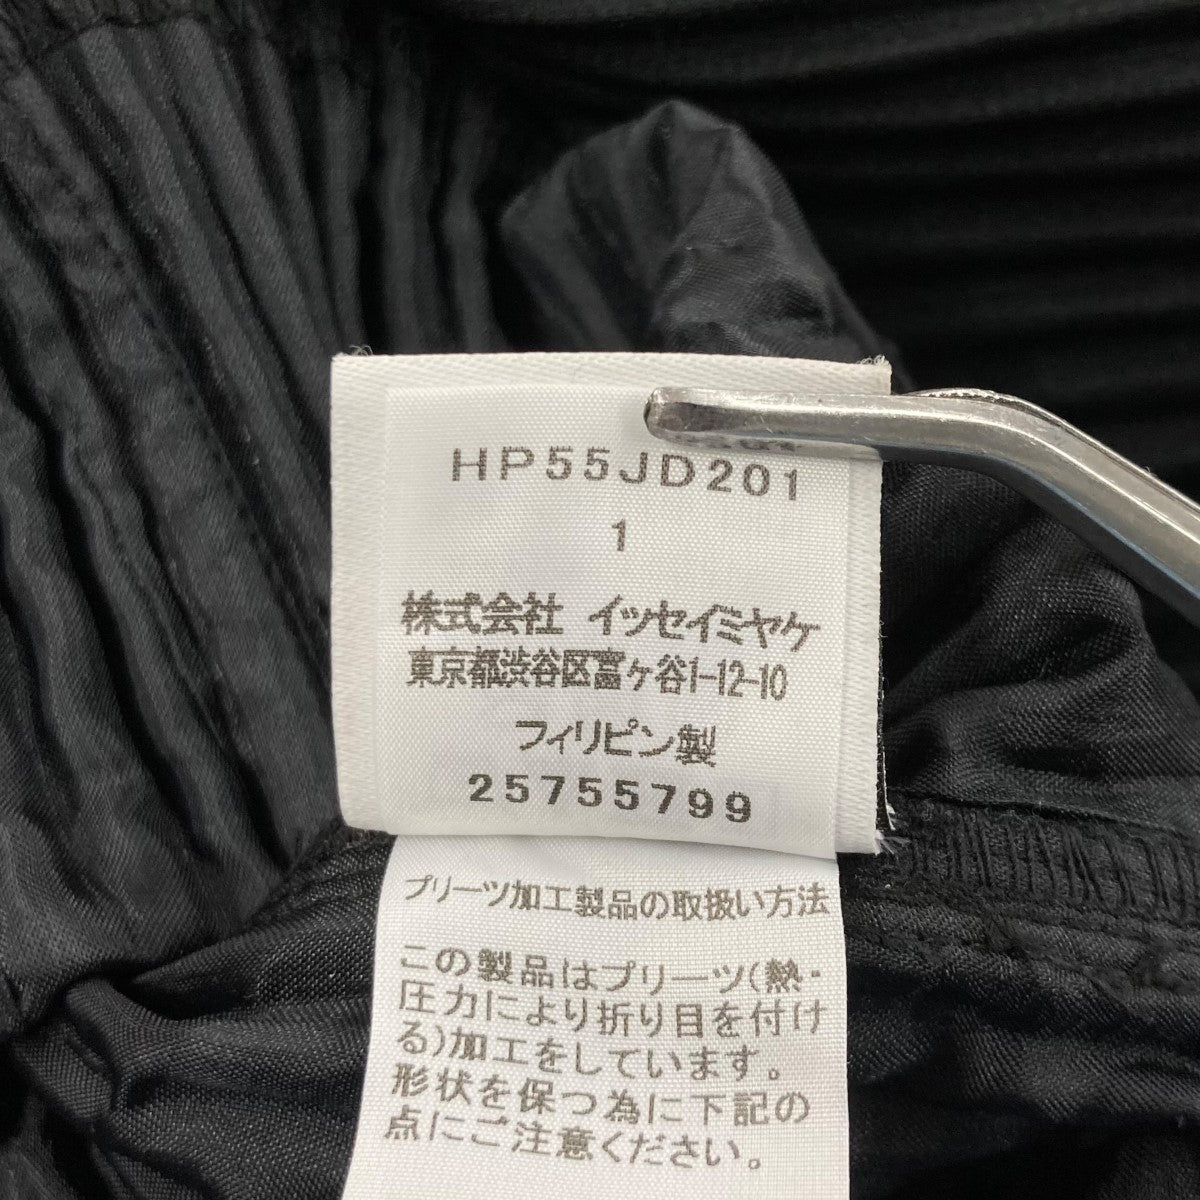 HP55JD201
1
株式会社 イッセイミヤケ
東京都渋谷区富ヶ谷1-12-10
フィリピン製
25755799
プリーツ加工製品の取扱い方法
この製品はプリーツ(熱・
圧力により折り目を付け
る)加工をしています。
形状を保つ為に下記の
点にご注意ください。